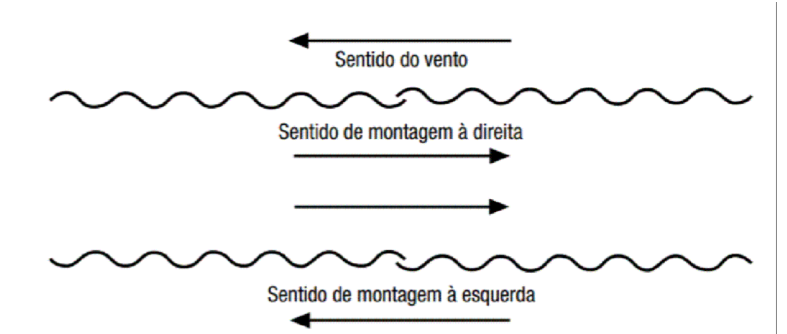 Sentido do vento
Sentido de montagem à direita
Sentido de montagem à esquerda